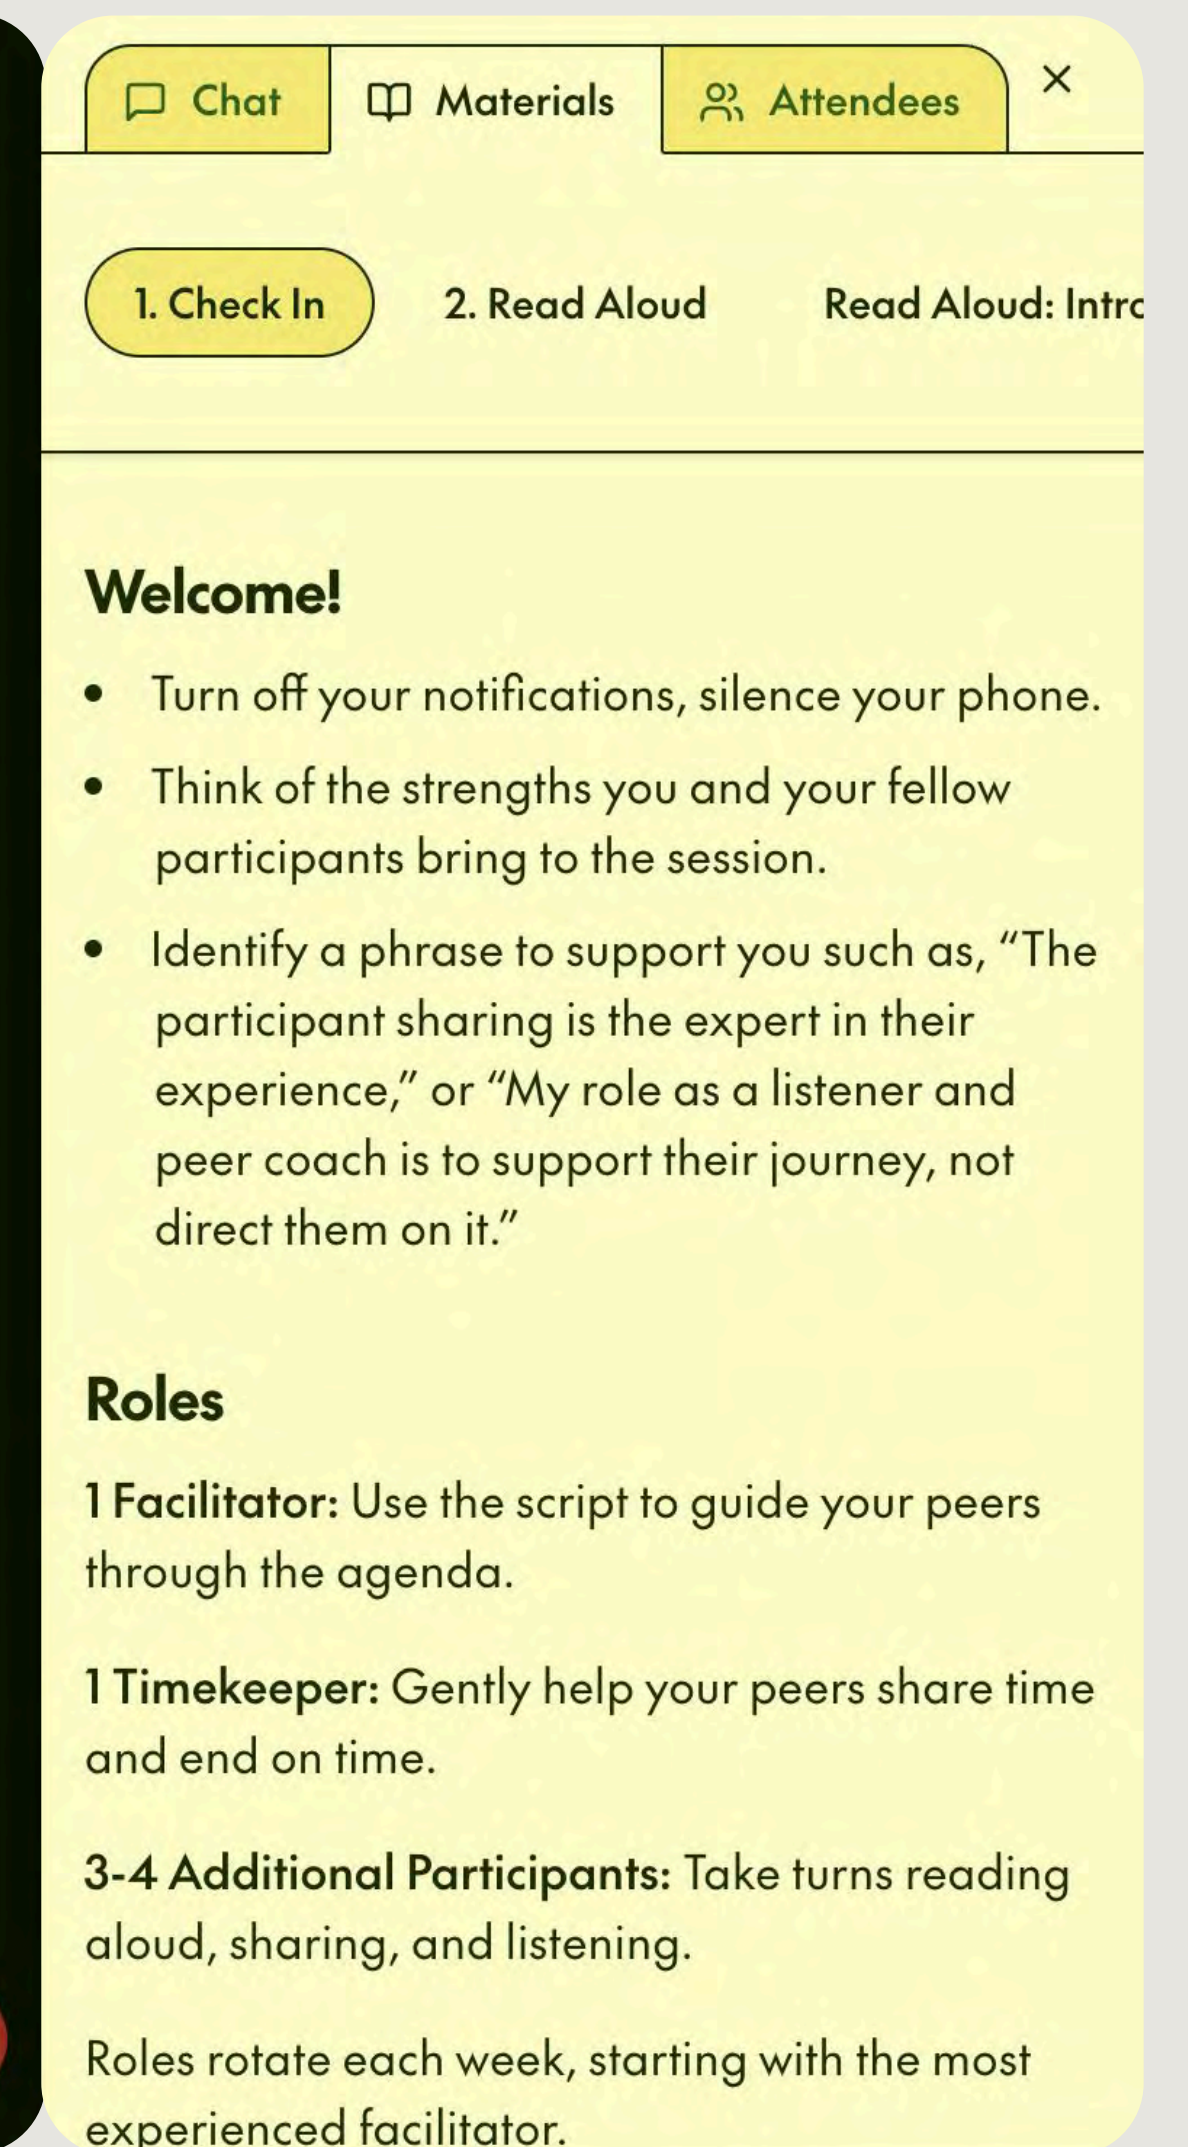 Chat Materials Attendees
1. Check In 2. Read Aloud Read Aloud: Intro
Welcome!
• Turn off your notifications, silence your phone.
• Think of the strengths you and your fellow
participants bring to the session.
• Identify a phrase to support you such as, “The
participant sharing is the expert in their
experience,” or “My role as a listener and
peer coach is to support their journey, not
direct them on it.”
Roles
1 Facilitator: Use the script to guide your peers
through the agenda.
1 Timekeeper: Gently help your peers share time
and end on time.
3-4 Additional Participants: Take turns reading
aloud, sharing, and listening.
Roles rotate each week, starting with the most
experienced facilitator.